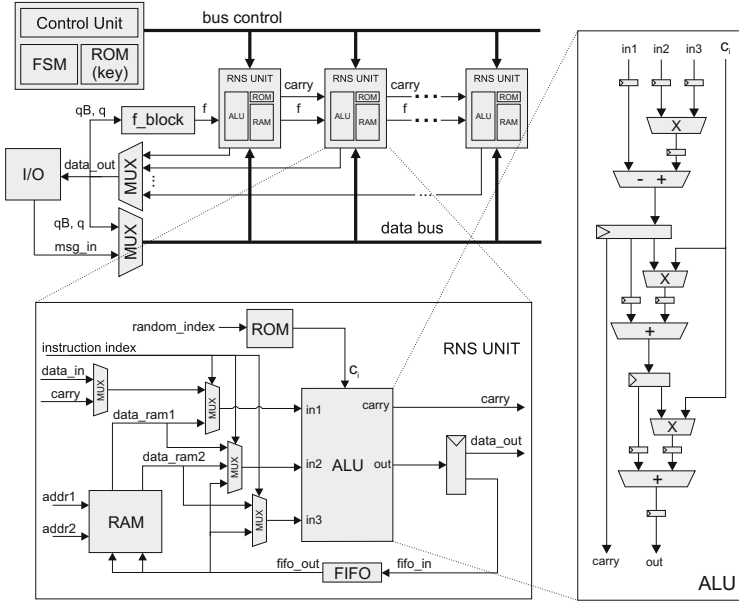 Control Unit
FSM
ROM
(key)
bus control
RNS UNIT
ALU
ROM
RAM
carry
f
RNS UNIT
ALU
ROM
RAM
carry
f
RNS UNIT
ALU
ROM
RAM
qB, q
f_block
f
I/O
data_out
MUX
qB, q
msg_in
MUX
data bus
RNS UNIT
random_index
ROM
c_i
instruction index
data_in
carry
MUX
MUX
data_ram1
data_ram2
MUX
MUX
addr1
addr2
RAM
in1
in2
in3
ALU
carry
out
carry
data_out
fifo_out
FIFO
fifo_in
in1 in2 in3 c_i
X
- +
X
+
X
+
carry out
ALU